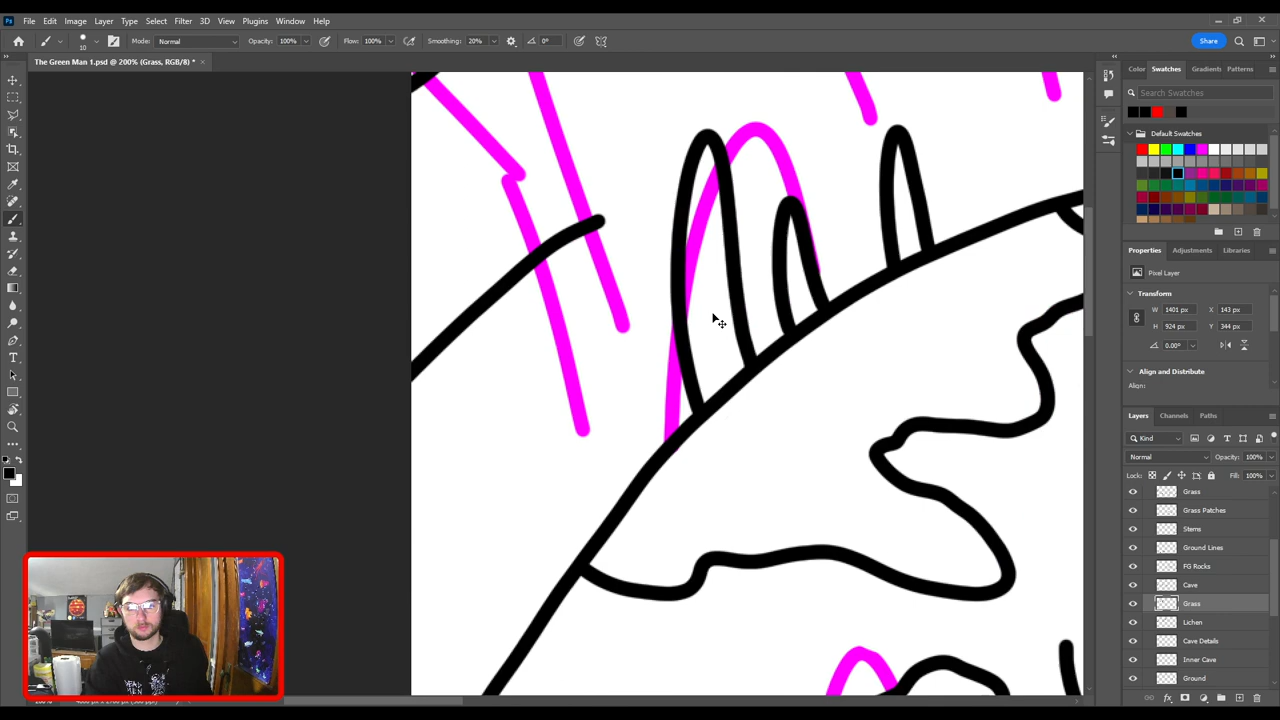 Ps File Edit Image Layer Type Select Filter 3D View Plugins Window Help
10 Mode: Normal Opacity: 100% Flow: 100% Smoothing: 20% 0° Share
The Green Man 1.psd @ 200% (Grass, RGB/8) * ×
Color Swatches Gradients Patterns
Search Swatches
Default Swatches
Properties Adjustments Libraries
Pixel Layer
Transform
W 1401 px X 143 px
H 924 px Y 344 px
0.00°
Align and Distribute
Align:
Layers Channels Paths
Kind
Normal Opacity: 100%
Lock: Fill: 100%
Grass
Grass Patches
Stems
Ground Lines
FG Rocks
Cave
Grass
Lichen
Cave Details
Inner Cave
Ground